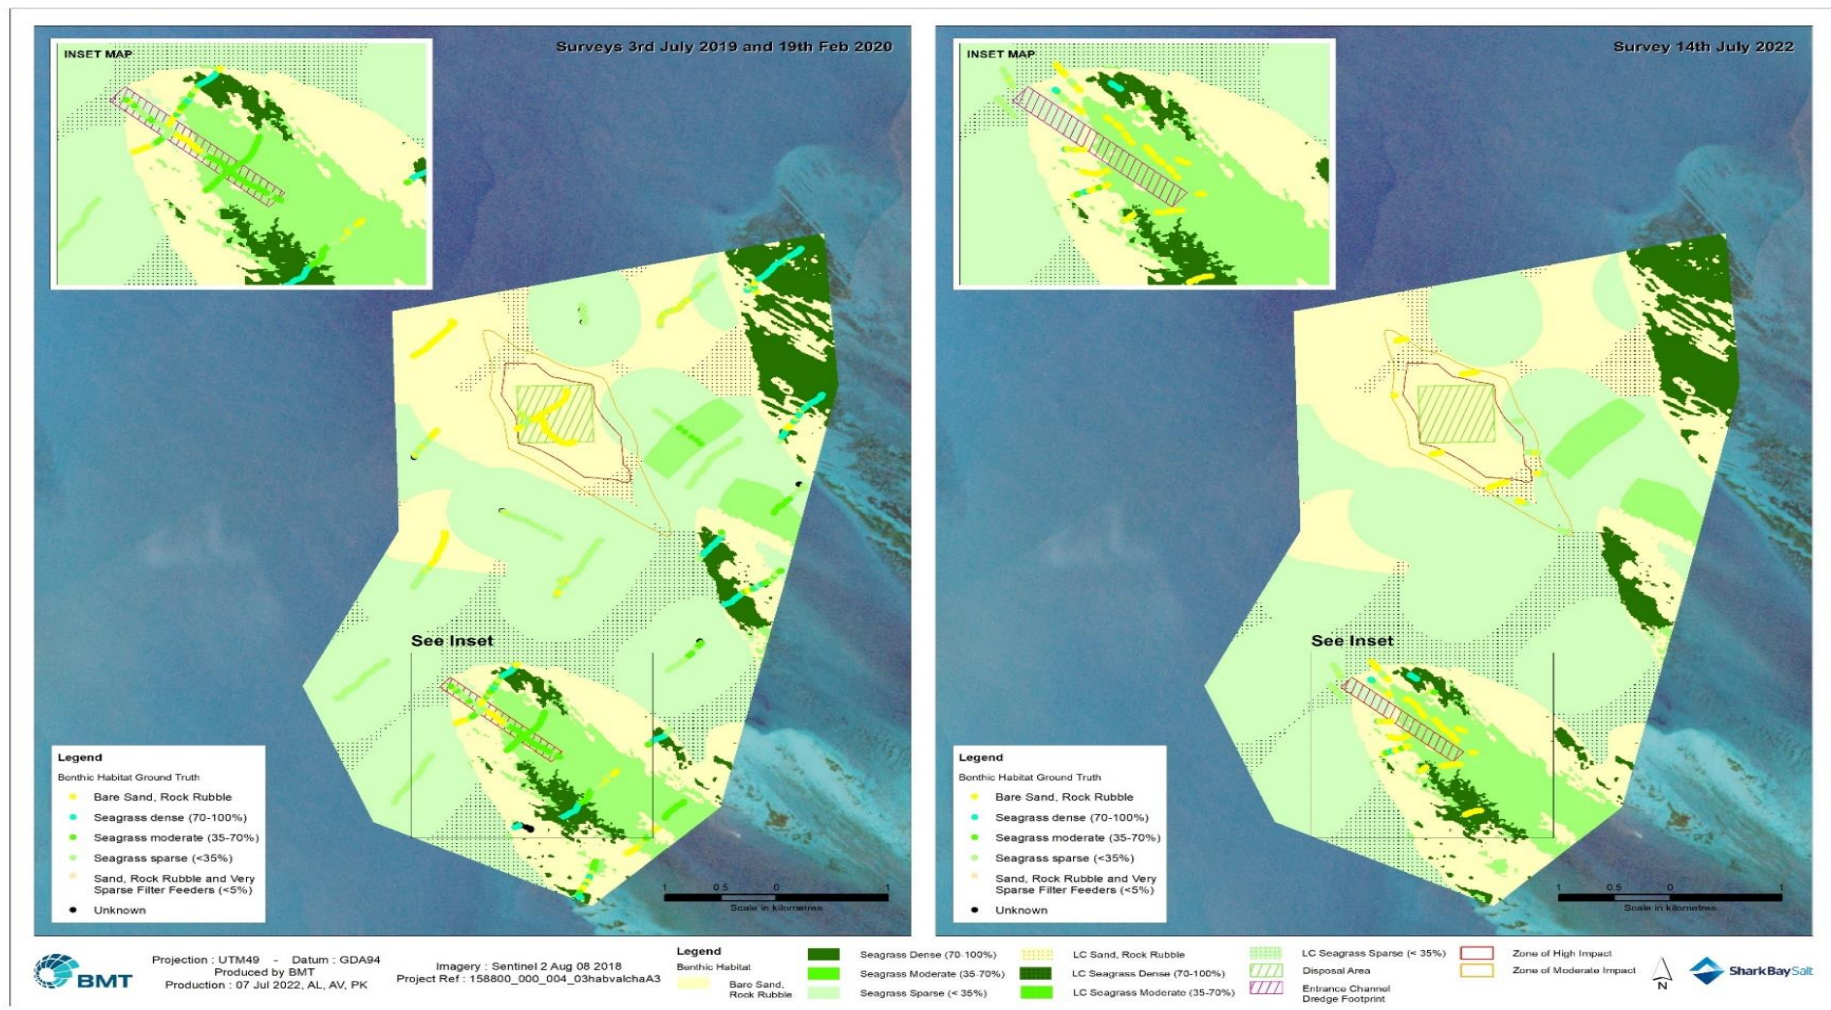 INSET MAP
Surveys 3rd July 2019 and 19th Feb 2020
See Inset
Legend
Benthic Habitat Ground Truth
Bare Sand, Rock Rubble
Seagrass dense (70-100%)
Seagrass moderate (35-70%)
Seagrass sparse (<35%)
Sand, Rock Rubble and Very
Sparse Filter Feeders (<5%)
Unknown
1 0.5 0 1
Scale in kilometres
INSET MAP
Survey 14th July 2022
See Inset
Legend
Benthic Habitat Ground Truth
Bare Sand, Rock Rubble
Seagrass dense (70-100%)
Seagrass moderate (35-70%)
Seagrass sparse (<35%)
Sand, Rock Rubble and Very
Sparse Filter Feeders (<5%)
Unknown
1 0.5 0 1
Scale in kilometres
BMT
Projection : UTM49 - Datum : GDA94
Produced by BMT
Production : 07 Jul 2022, AL, AV, PK
Imagery : Sentinel 2 Aug 08 2018
Project Ref : 158800_000_004_03habvalchaA3
Legend
Benthic Habitat
Bare Sand,
Rock Rubble
Seagrass Dense (70-100%)
Seagrass Moderate (35-70%)
Seagrass Sparse (< 35%)
LC Sand, Rock Rubble
LC Seagrass Dense (70-100%)
LC Seagrass Moderate (35-70%)
LC Seagrass Sparse (< 35%)
Disposal Area
Entrance Channel
Dredge Footprint
Zone of High Impact
Zone of Moderate Impact
N
SharkBaySalt